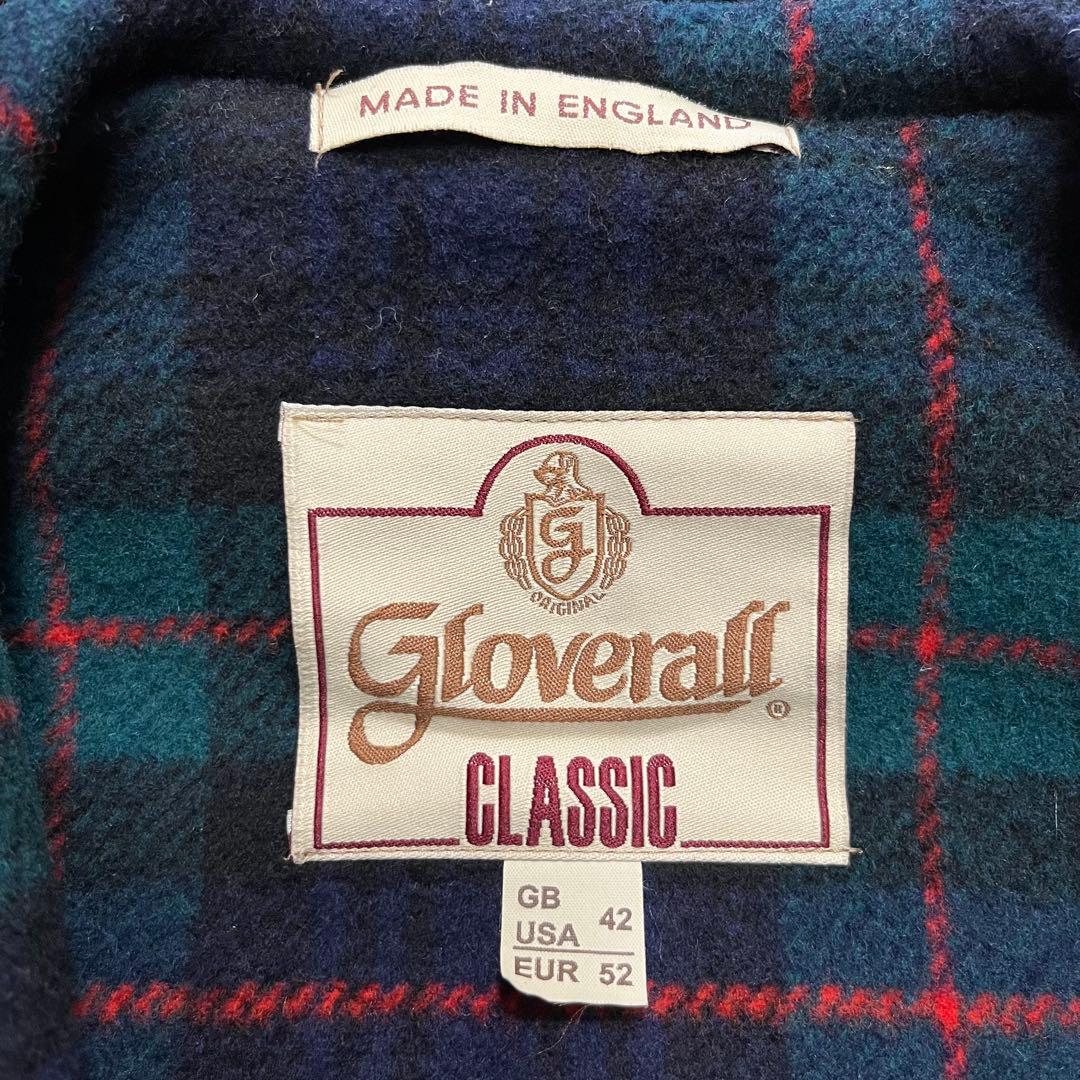 MADE IN ENGLAND
G
ORIGINAL
Gloverall®
CLASSIC
GB
USA 42
EUR 52